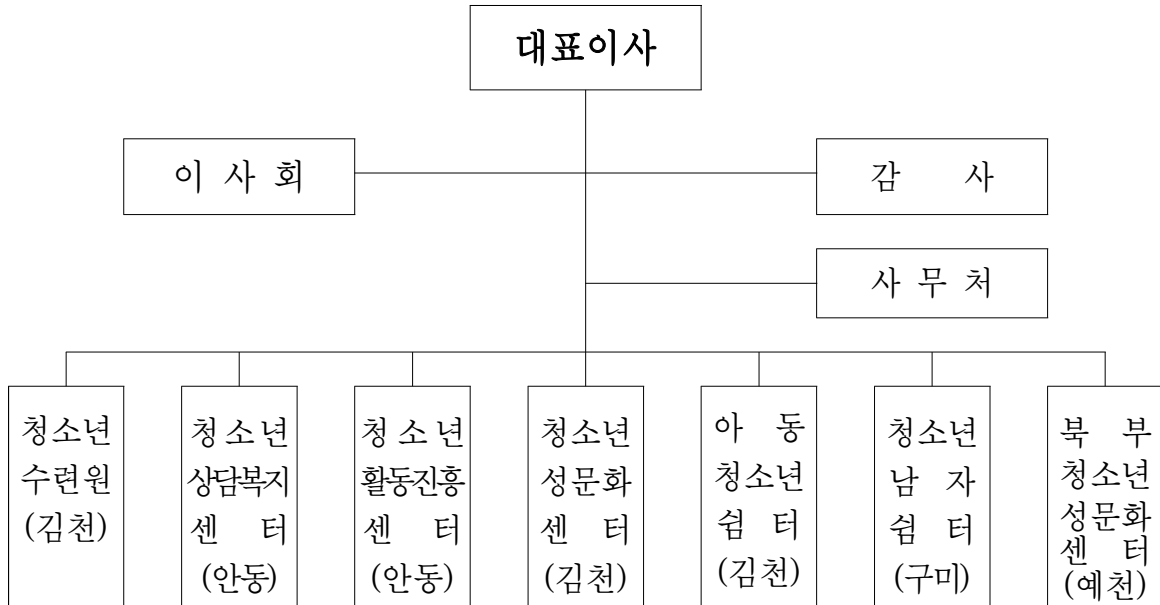 대표이사
이 사 회
감 사
사 무 처
청소년
수련원
(김천)
청소년
상담복지
센 터
(안동)
청 소 년
활동진흥
센 터
(안동)
청소년
성문화
센 터
(김천)
아 동
청소년
쉼 터
(김천)
청소년
남 자
쉼 터
(구미)
북 부
청소년
성문화
센 터
(예천)